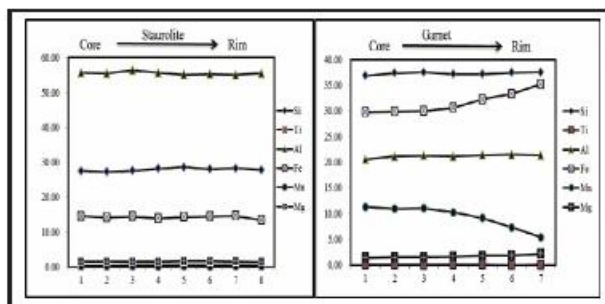 Staurolite
Core Rim
60.00
50.00
40.00
30.00
20.00
10.00
0.00
1 2 3 4 5 6 7 8
Si
Ti
Al
Fe
Mn
Mg
Garnet
Core Rim
40.00
35.00
30.00
25.00
20.00
15.00
10.00
5.00
0.00
1 2 3 4 5 6 7
Si
Ti
Al
Fe
Mn
Mg